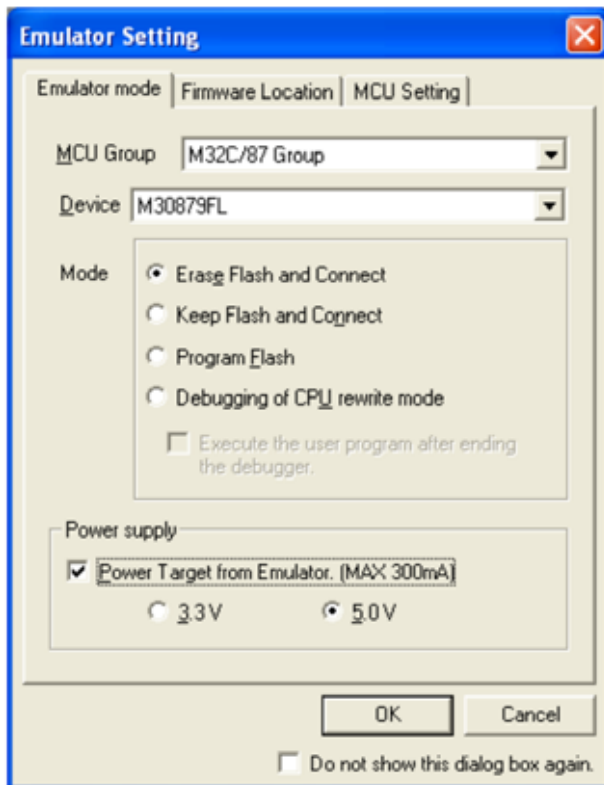 Emulator Setting
Emulator mode Firmware Location MCU Setting
MCU Group M32C/87 Group
Device M30879FL
Mode
Erase Flash and Connect
Keep Flash and Connect
Program Flash
Debugging of CPU rewrite mode
Execute the user program after ending
the debugger.
Power supply
Power Target from Emulator. (MAX 300mA)
3.3 V 5.0 V
OK Cancel
Do not show this dialog box again.